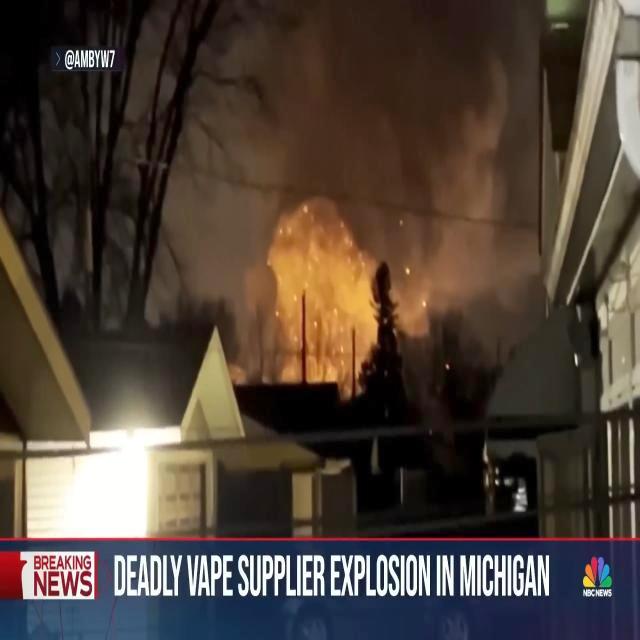 @AMBYW7
BREAKING
NEWS
DEADLY VAPE SUPPLIER EXPLOSION IN MICHIGAN
NBC NEWS